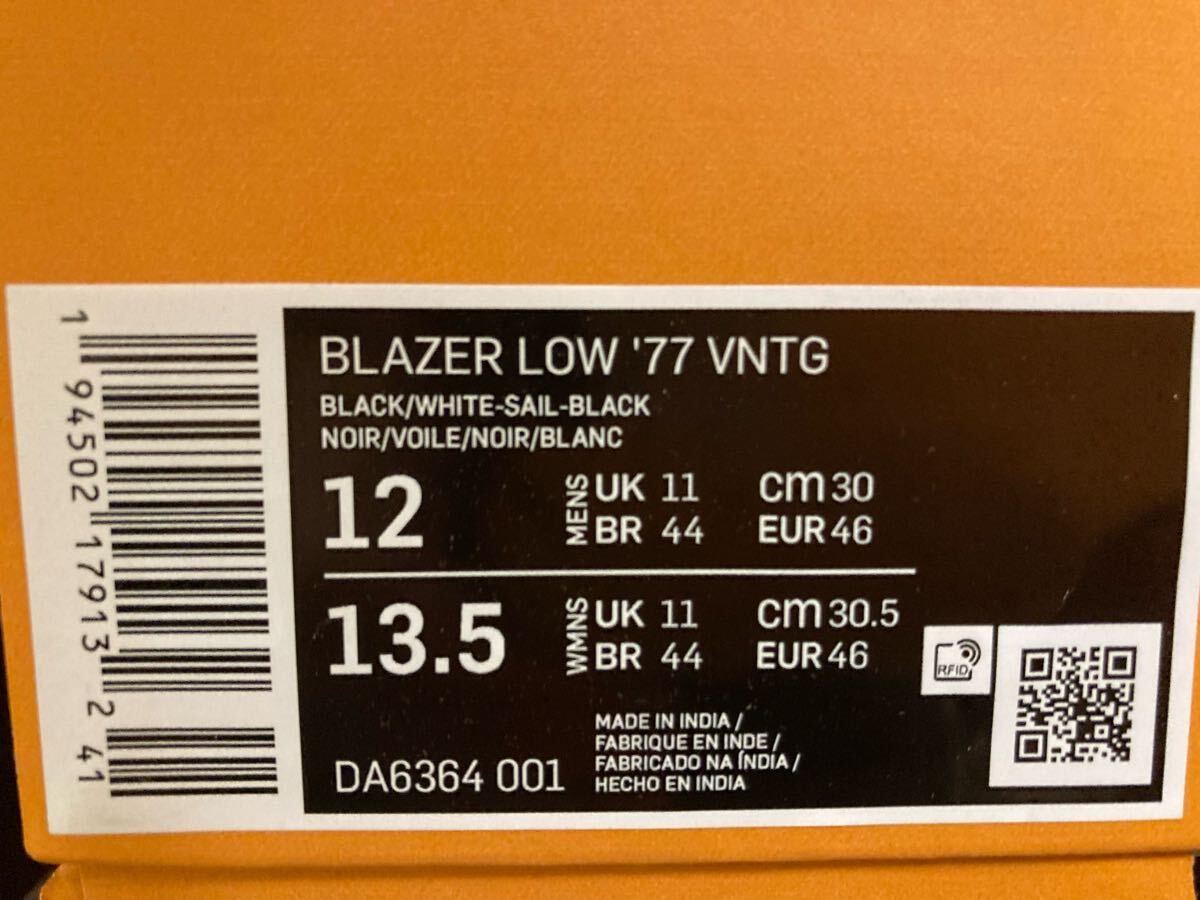 1 94502 17913 2 41
BLAZER LOW '77 VNTG
BLACK/WHITE-SAIL-BLACK
NOIR/VOILE/NOIR/BLANC
12 MENS UK 11 cm 30
BR 44 EUR 46
13.5 WMNS UK 11 cm 30.5
BR 44 EUR 46
RFID
DA6364 001
MADE IN INDIA /
FABRIQUE EN INDE /
FABRICADO NA ÍNDIA /
HECHO EN INDIA